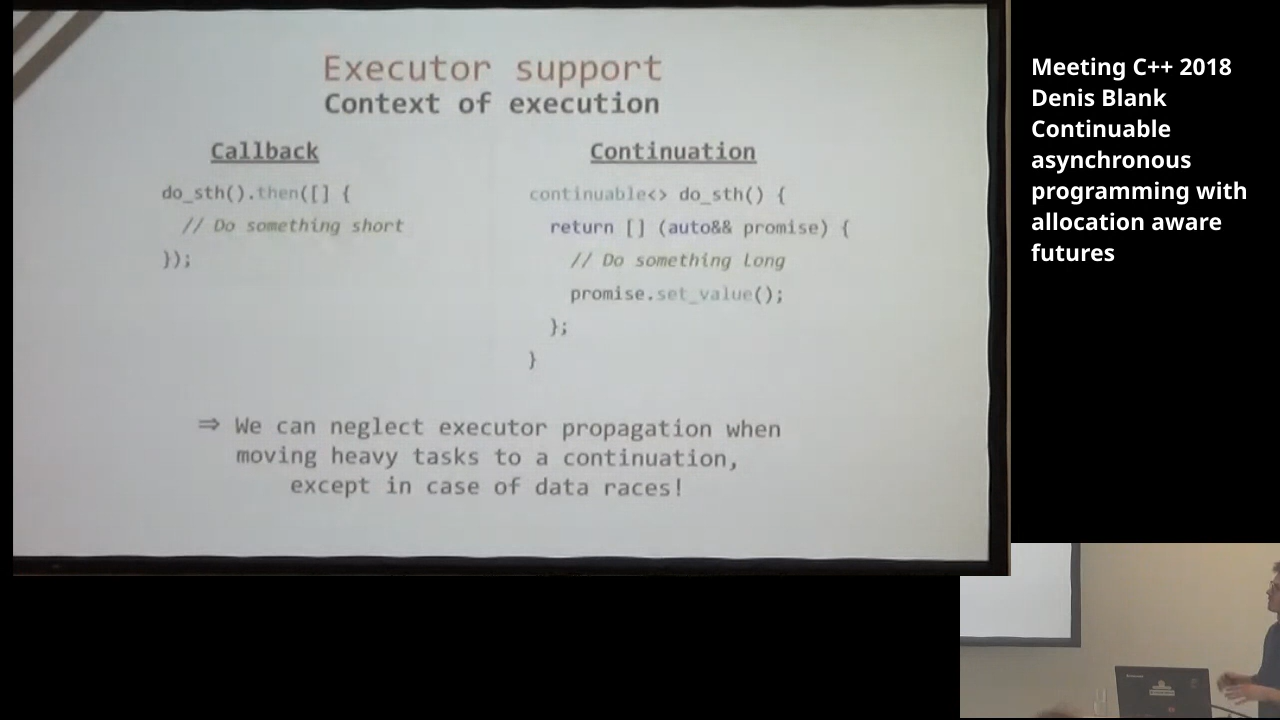 Executor support
Context of execution
Callback
do_sth().then([] {
// Do something short
});
Continuation
continuable<> do_sth() {
return [] (auto&& promise) {
// Do something long
promise.set_value();
};
}
⇒ We can neglect executor propagation when
moving heavy tasks to a continuation,
except in case of data races!
Meeting C++ 2018
Denis Blank
Continuable
asynchronous
programming with
allocation aware
futures